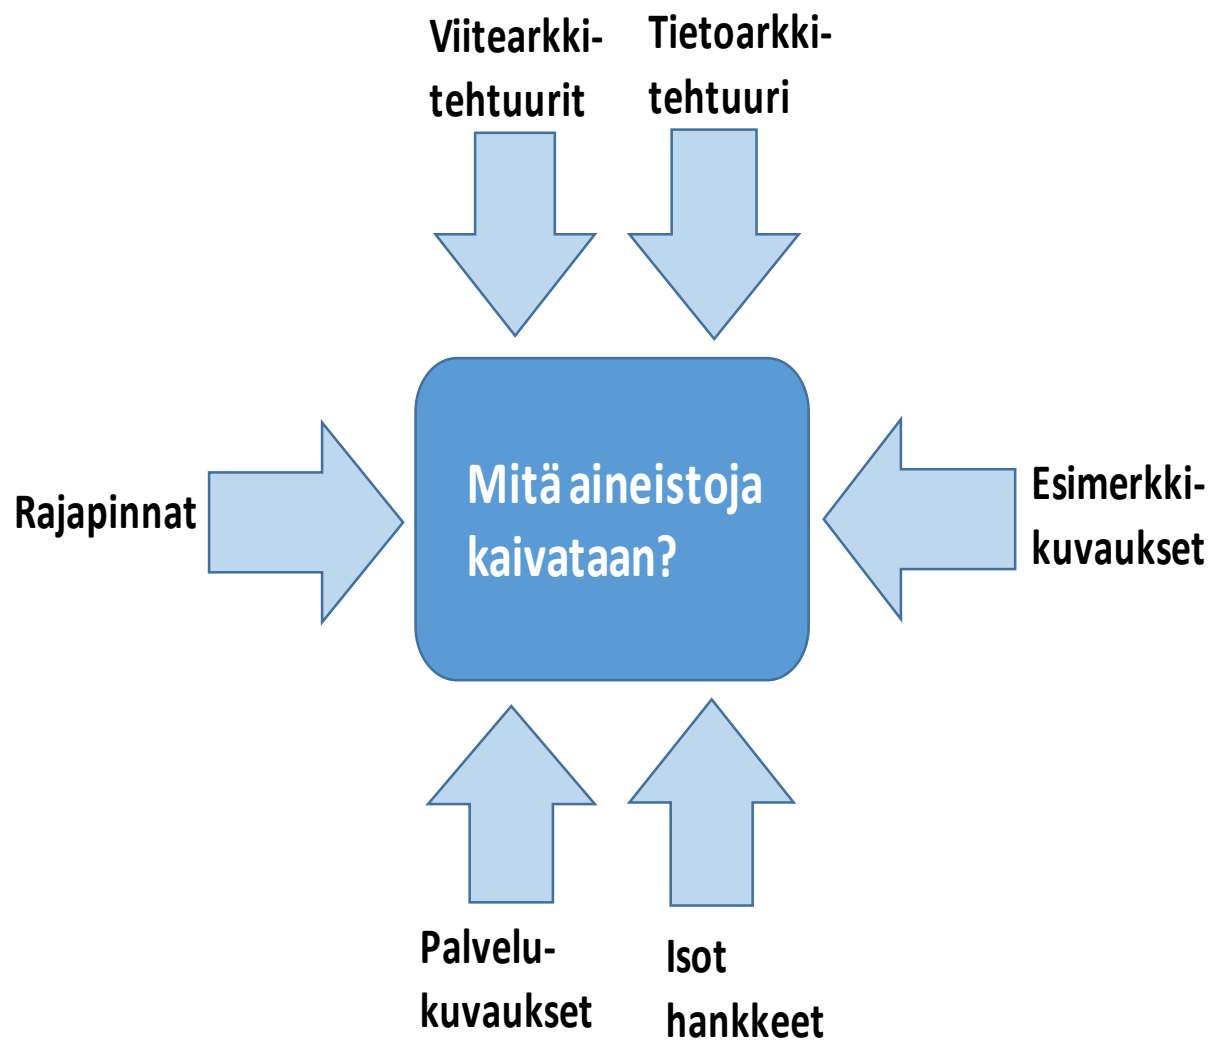 Viitearkki-
tehtuurit
Tietoarkki-
tehtuuri
Rajapinnat
Mitä aineistoja
kaivataan?
Esimerkki-
kuvaukset
Palvelu-
kuvaukset
Isot
hankkeet